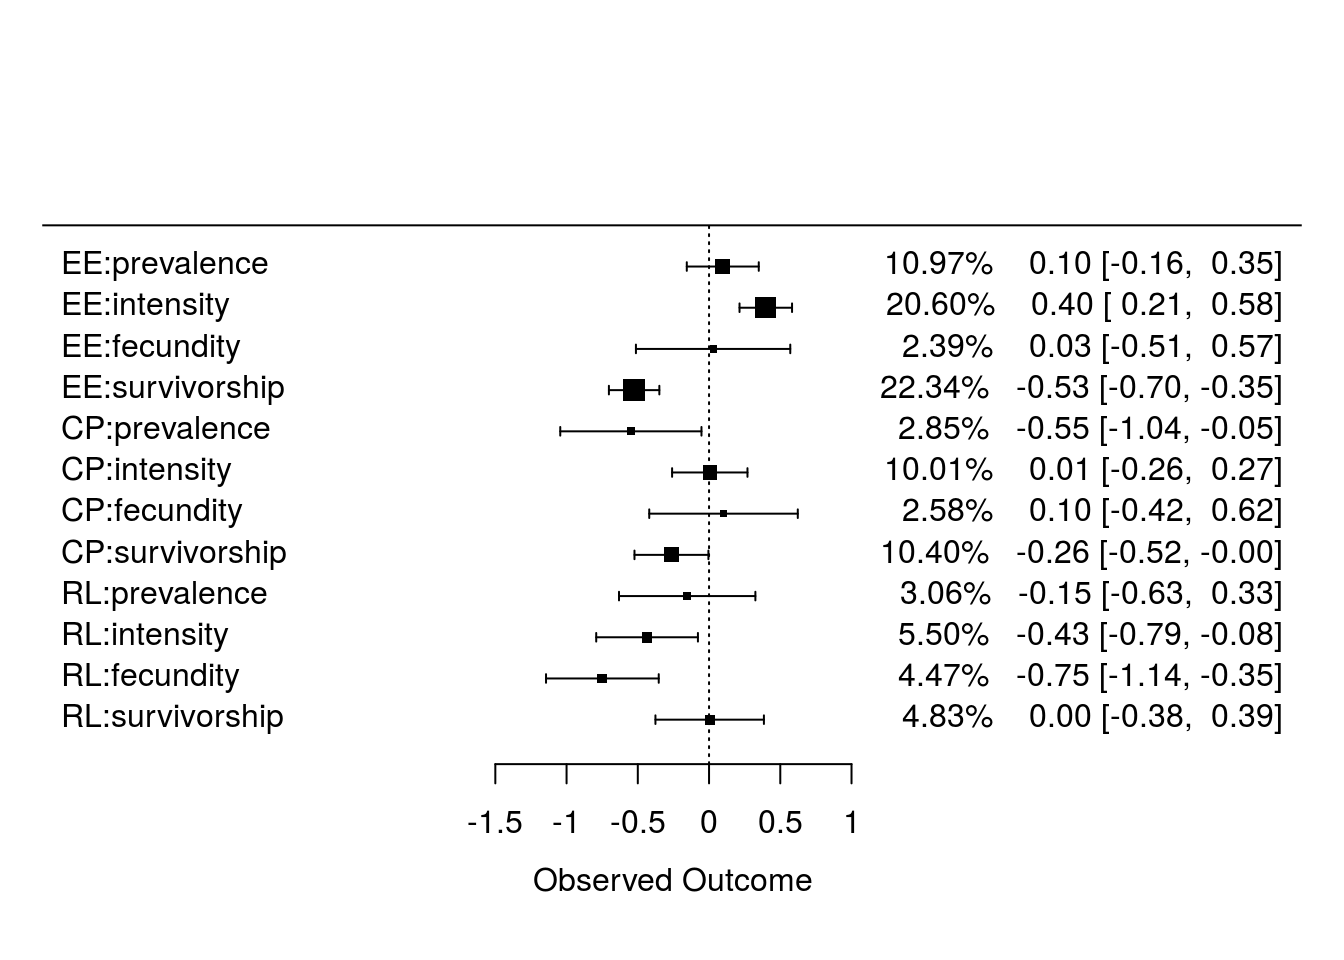 EE:prevalence 10.97% 0.10 [-0.16, 0.35]
EE:intensity 20.60% 0.40 [ 0.21, 0.58]
EE:fecundity 2.39% 0.03 [-0.51, 0.57]
EE:survivorship 22.34% -0.53 [-0.70, -0.35]
CP:prevalence 2.85% -0.55 [-1.04, -0.05]
CP:intensity 10.01% 0.01 [-0.26, 0.27]
CP:fecundity 2.58% 0.10 [-0.42, 0.62]
CP:survivorship 10.40% -0.26 [-0.52, -0.00]
RL:prevalence 3.06% -0.15 [-0.63, 0.33]
RL:intensity 5.50% -0.43 [-0.79, -0.08]
RL:fecundity 4.47% -0.75 [-1.14, -0.35]
RL:survivorship 4.83% 0.00 [-0.38, 0.39]
-1.5 -1 -0.5 0 0.5 1
Observed Outcome